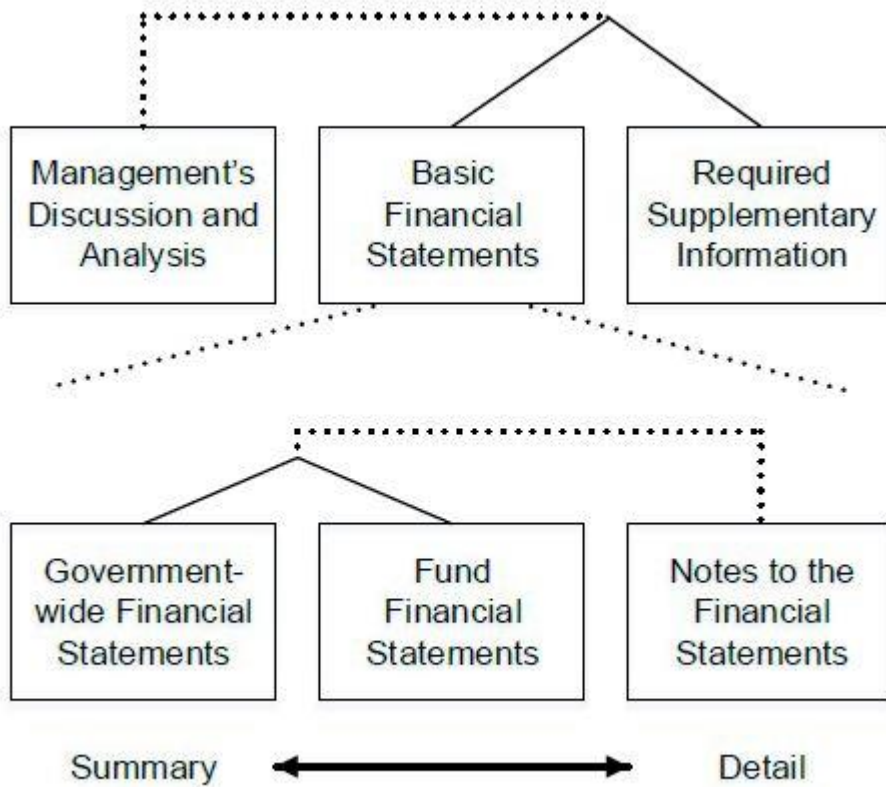 Management's
Discussion and
Analysis
Basic
Financial
Statements
Required
Supplementary
Information
Government-
wide Financial
Statements
Fund
Financial
Statements
Notes to the
Financial
Statements
Summary
Detail